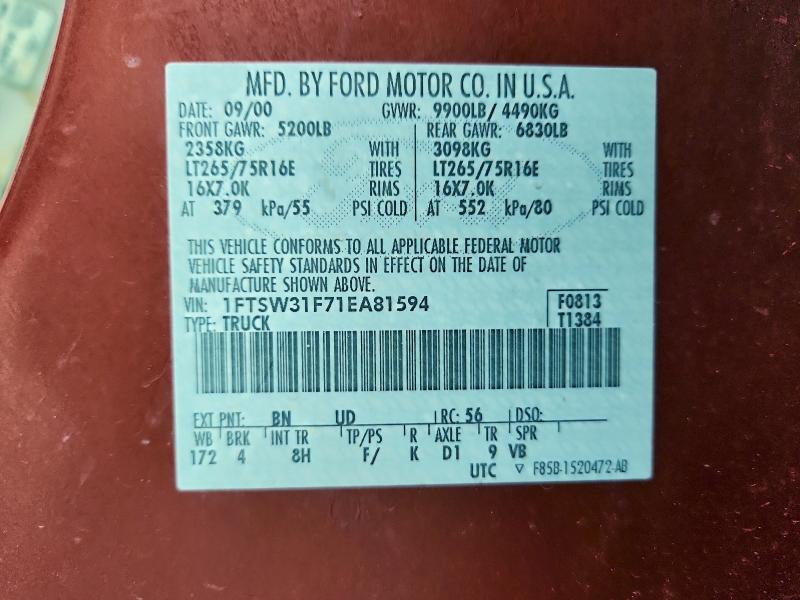 MFD. BY FORD MOTOR CO. IN U.S.A.
DATE: 09/00 GVWR: 9900LB/ 4490KG
FRONT GAWR: 5200LB REAR GAWR: 6830LB
2358KG WITH 3098KG WITH
LT265/75R16E TIRES LT265/75R16E TIRES
16X7.0K RIMS 16X7.0K RIMS
AT 379 kPa/55 PSI COLD AT 552 kPa/80 PSI COLD
THIS VEHICLE CONFORMS TO ALL APPLICABLE FEDERAL MOTOR
VEHICLE SAFETY STANDARDS IN EFFECT ON THE DATE OF
MANUFACTURE SHOWN ABOVE.
VIN: 1FTSW31F71EA81594 F0813
TYPE: TRUCK T1384
EXT PNT: BN UD RC: 56 DSO:
WB BRK INT TR TP/PS R AXLE TR SPR
172 4 8H F/ K D1 9 VB
UTC ▽ F85B-1520472-AB